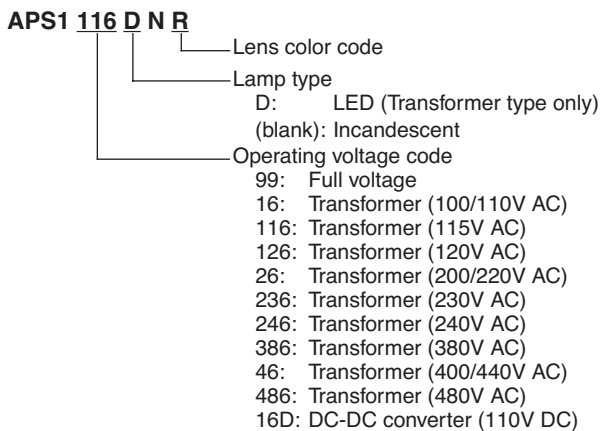 APS1 116 D N R
Lens color code
Lamp type
D: LED (Transformer type only)
(blank): Incandescent
Operating voltage code
99: Full voltage
16: Transformer (100/110V AC)
116: Transformer (115V AC)
126: Transformer (120V AC)
26: Transformer (200/220V AC)
236: Transformer (230V AC)
246: Transformer (240V AC)
386: Transformer (380V AC)
46: Transformer (400/440V AC)
486: Transformer (480V AC)
16D: DC-DC converter (110V DC)